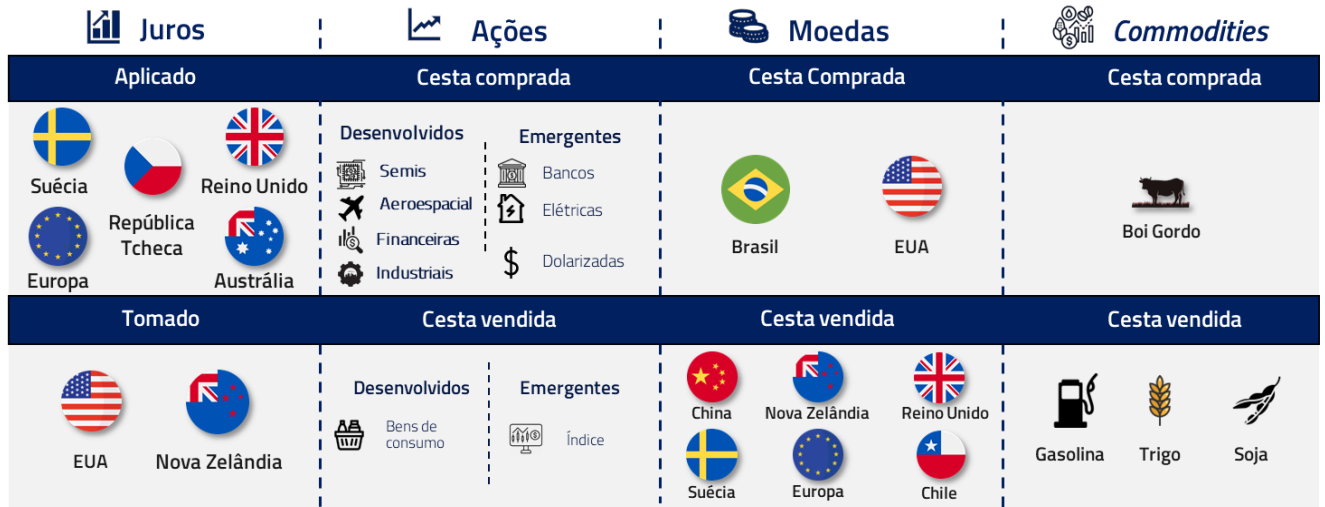 Juros
Ações
Moedas
Commodities
Aplicado
Cesta comprada
Cesta Comprada
Cesta comprada
Suécia
República
Tcheca
Reino Unido
Europa
Austrália
Desenvolvidos
Semis
Aeroespacial
Financeiras
Industriais
Emergentes
Bancos
Elétricas
Dolarizadas
Brasil
EUA
Boi Gordo
Tomado
Cesta vendida
Cesta vendida
Cesta vendida
EUA
Nova Zelândia
Desenvolvidos
Bens de
consumo
Emergentes
Índice
China
Nova Zelândia
Reino Unido
Suécia
Europa
Chile
Gasolina
Trigo
Soja